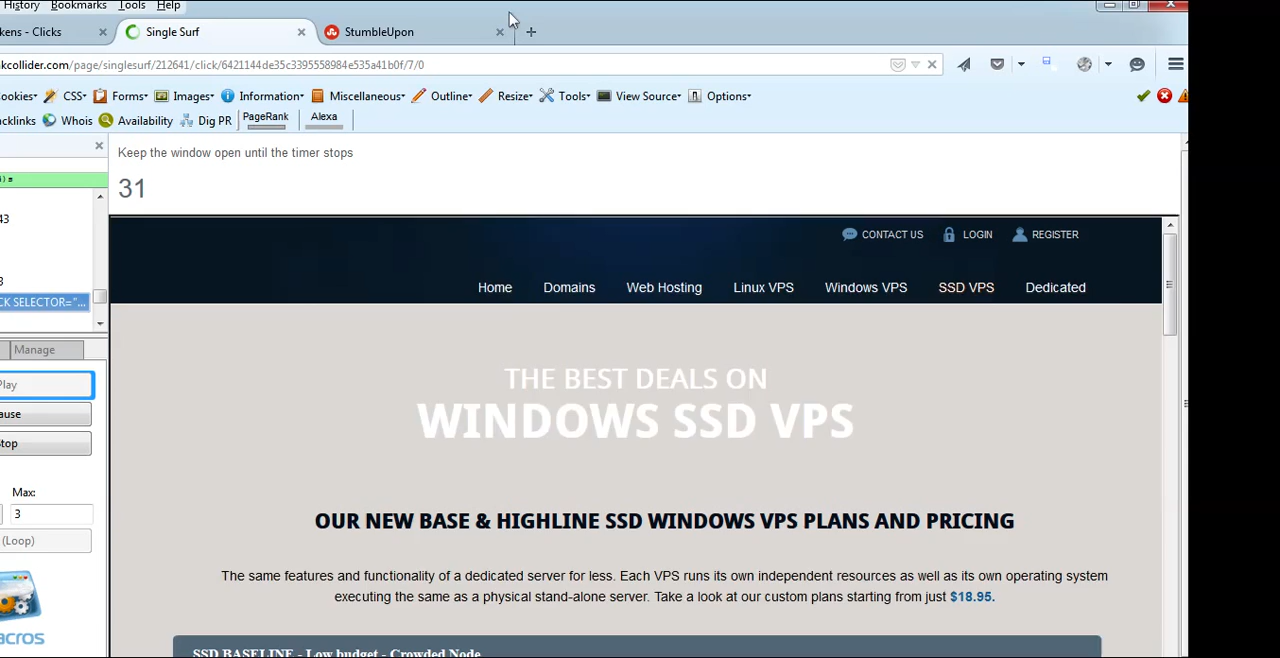 History Bookmarks Tools Help
kens - Clicks Single Surf StumbleUpon
kcollider.com/page/singlesurf/212641/click/6421144de35c3395558984e535a41b0f/7/0
ookies CSS Forms Images Information Miscellaneous Outline Resize Tools View Source Options
acklinks Whois Availability Dig PR PageRank Alexa
Keep the window open until the timer stops
31
43
3
CK SELECTOR="...
Manage
Play
ause
Stop
Max:
3
(Loop)
acros
CONTACT US LOGIN REGISTER
Home Domains Web Hosting Linux VPS Windows VPS SSD VPS Dedicated
THE BEST DEALS ON
WINDOWS SSD VPS
OUR NEW BASE & HIGHLINE SSD WINDOWS VPS PLANS AND PRICING
The same features and functionality of a dedicated server for less. Each VPS runs its own independent resources as well as its own operating system
executing the same as a physical stand-alone server. Take a look at our custom plans starting from just $18.95.
SSD BASELINE - Low budget - Crowded Node